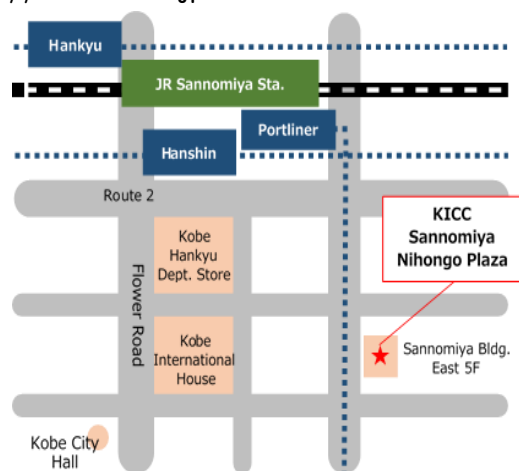 Hankyu
JR Sannomiya Sta.
Portliner
Hanshin
Route 2
KICC
Sannomiya
Nihongo Plaza
Kobe
Hankyu
Dept. Store
Flower Road
Kobe
International
House
Sannomiya Bldg.
East 5F
Kobe City
Hall